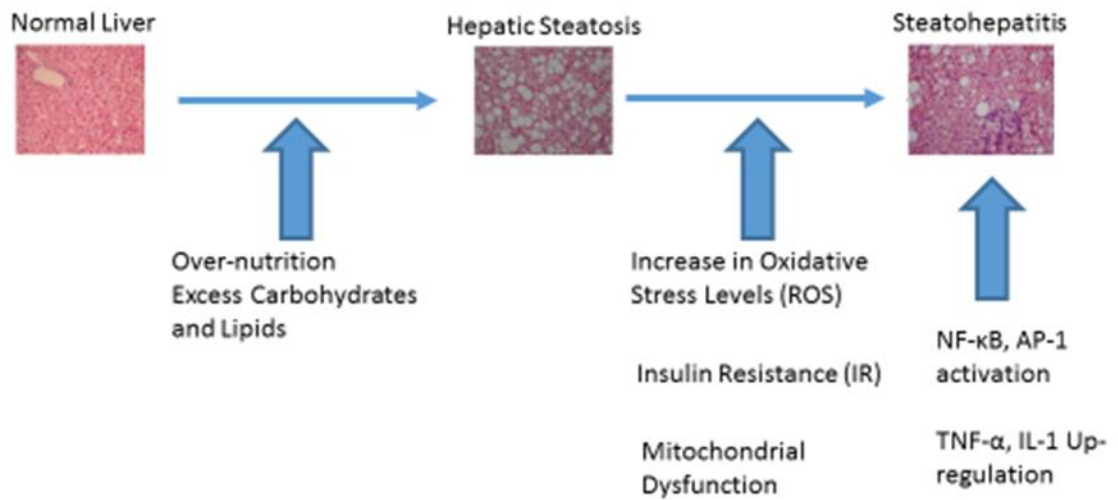 Normal Liver
Hepatic Steatosis
Steatohepatitis
Over-nutrition
Excess Carbohydrates
and Lipids
Increase in Oxidative
Stress Levels (ROS)
Insulin Resistance (IR)
Mitochondrial
Dysfunction
NF-κB, AP-1
activation
TNF-α, IL-1 Up-
regulation